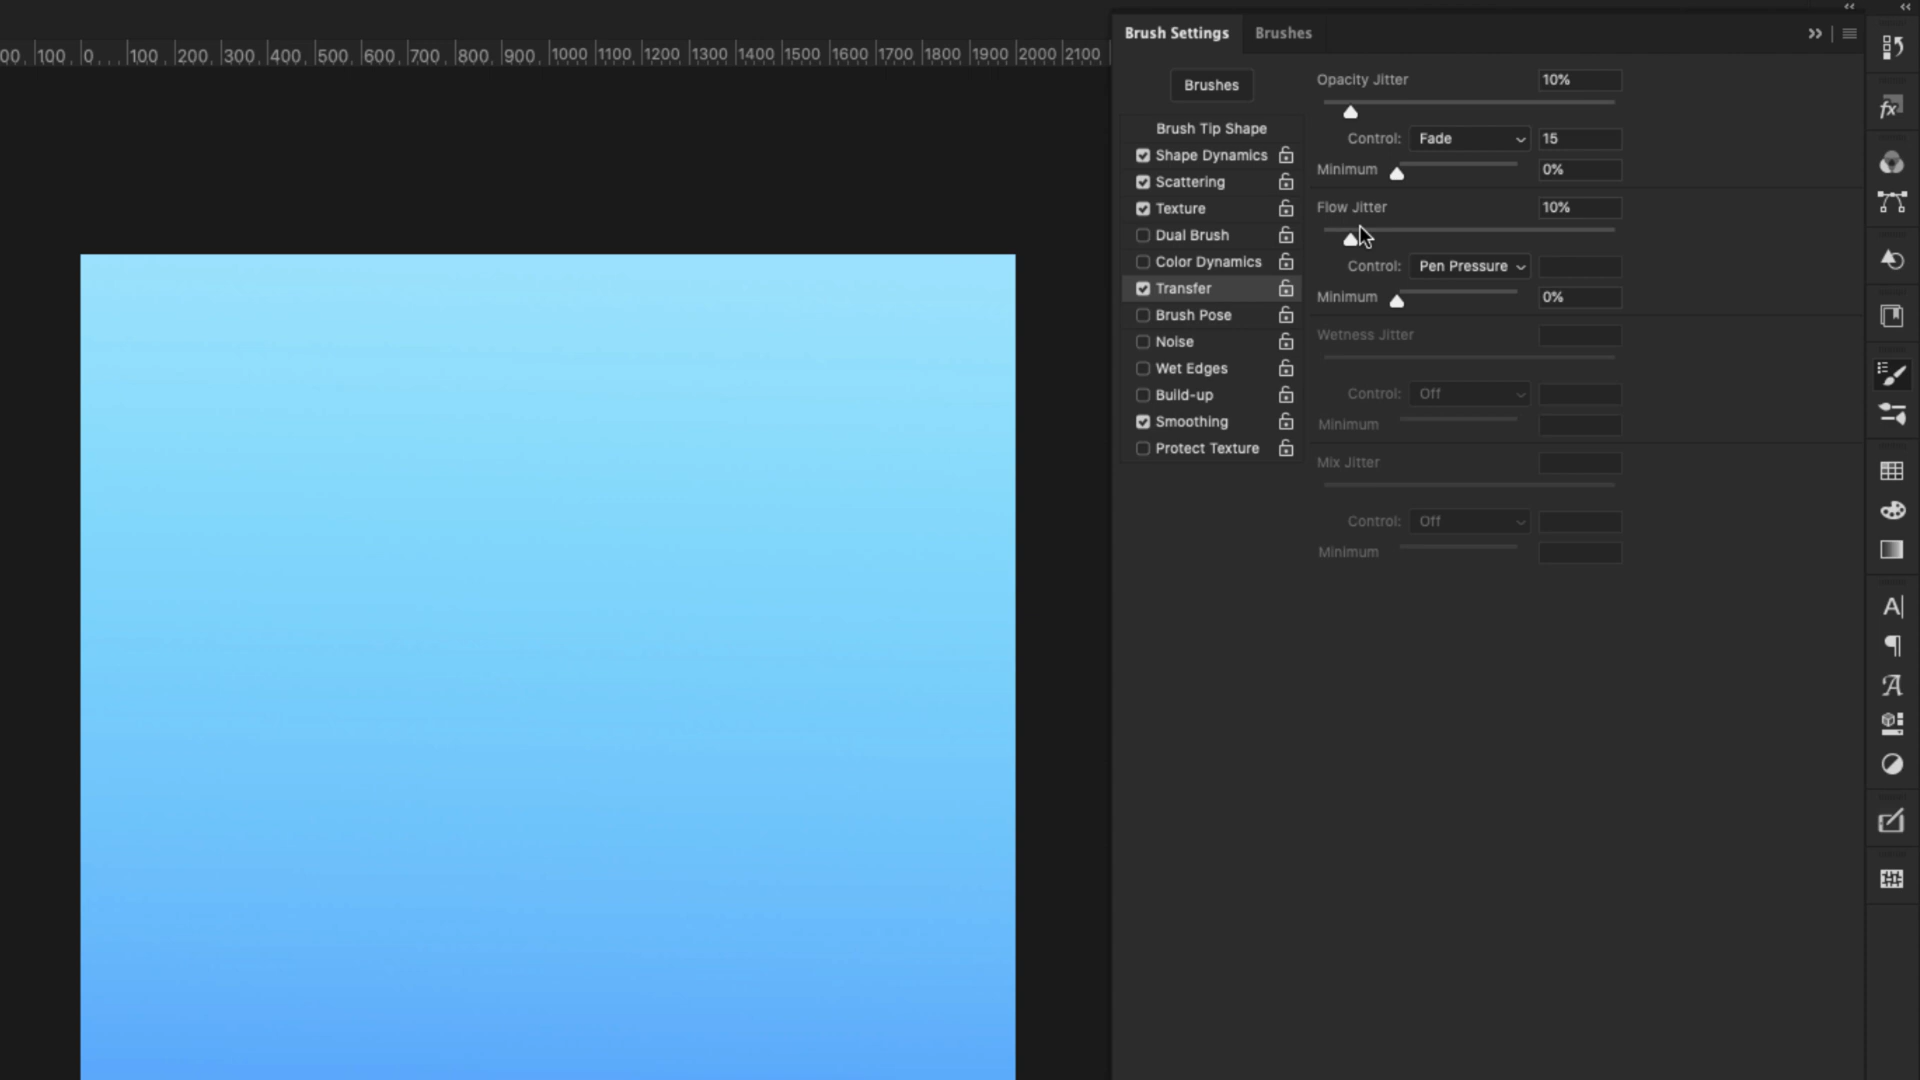 Brush Settings Brushes
00 100 0 100 200 300 400 500 600 700 800 900 1000 1100 1200 1300 1400 1500 1600 1700 1800 1900 2000 2100
Brushes
Brush Tip Shape
Shape Dynamics
Scattering
Texture
Dual Brush
Color Dynamics
Transfer
Brush Pose
Noise
Wet Edges
Build-up
Smoothing
Protect Texture
Opacity Jitter 10%
Control: Fade 15
Minimum 0%
Flow Jitter 10%
Control: Pen Pressure
Minimum 0%
Wetness Jitter
Control: Off
Minimum
Mix Jitter
Control: Off
Minimum